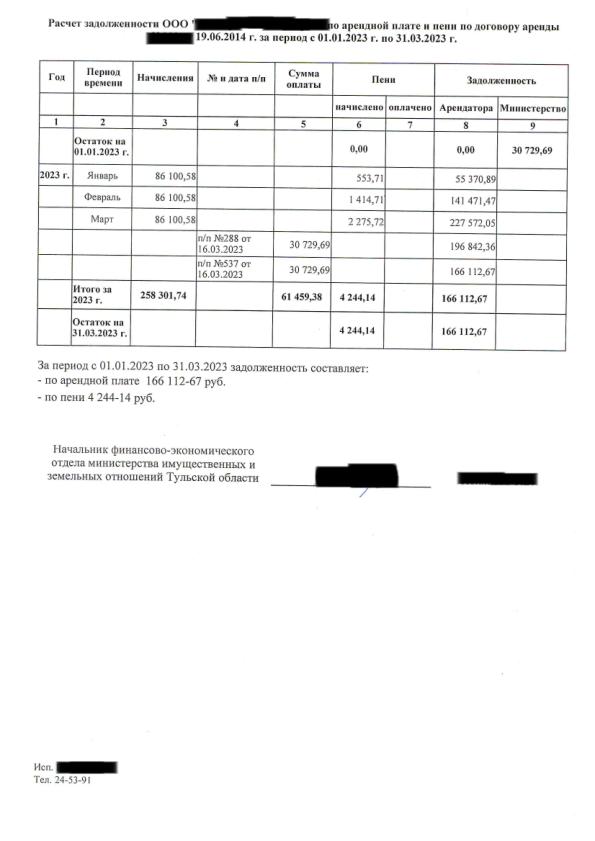 Расчет задолженности ООО " по арендной плате и пени по договору аренды
19.06.2014 г. за период с 01.01.2023 г. по 31.03.2023 г.
Год Период времени Начисления № и дата п/п Сумма оплаты Пени Задолженность
начислено оплачено Арендатора Министерство
1 2 3 4 5 6 7 8 9
Остаток на 01.01.2023 г. 0,00 0,00 30 729,69
2023 г. Январь 86 100,58 553,71 55 370,89
Февраль 86 100,58 1 414,71 141 471,47
Март 86 100,58 2 275,72 227 572,05
п/п №288 от 16.03.2023 30 729,69 196 842,36
п/п №537 от 16.03.2023 30 729,69 166 112,67
Итого за 2023 г. 258 301,74 61 459,38 4 244,14 166 112,67
Остаток на 31.03.2023 г. 4 244,14 166 112,67
За период с 01.01.2023 по 31.03.2023 задолженность составляет:
- по арендной плате 166 112-67 руб.
- по пени 4 244-14 руб.
Начальник финансово-экономического
отдела министерства имущественных и
земельных отношений Тульской области
Исп.
Тел. 24-53-91